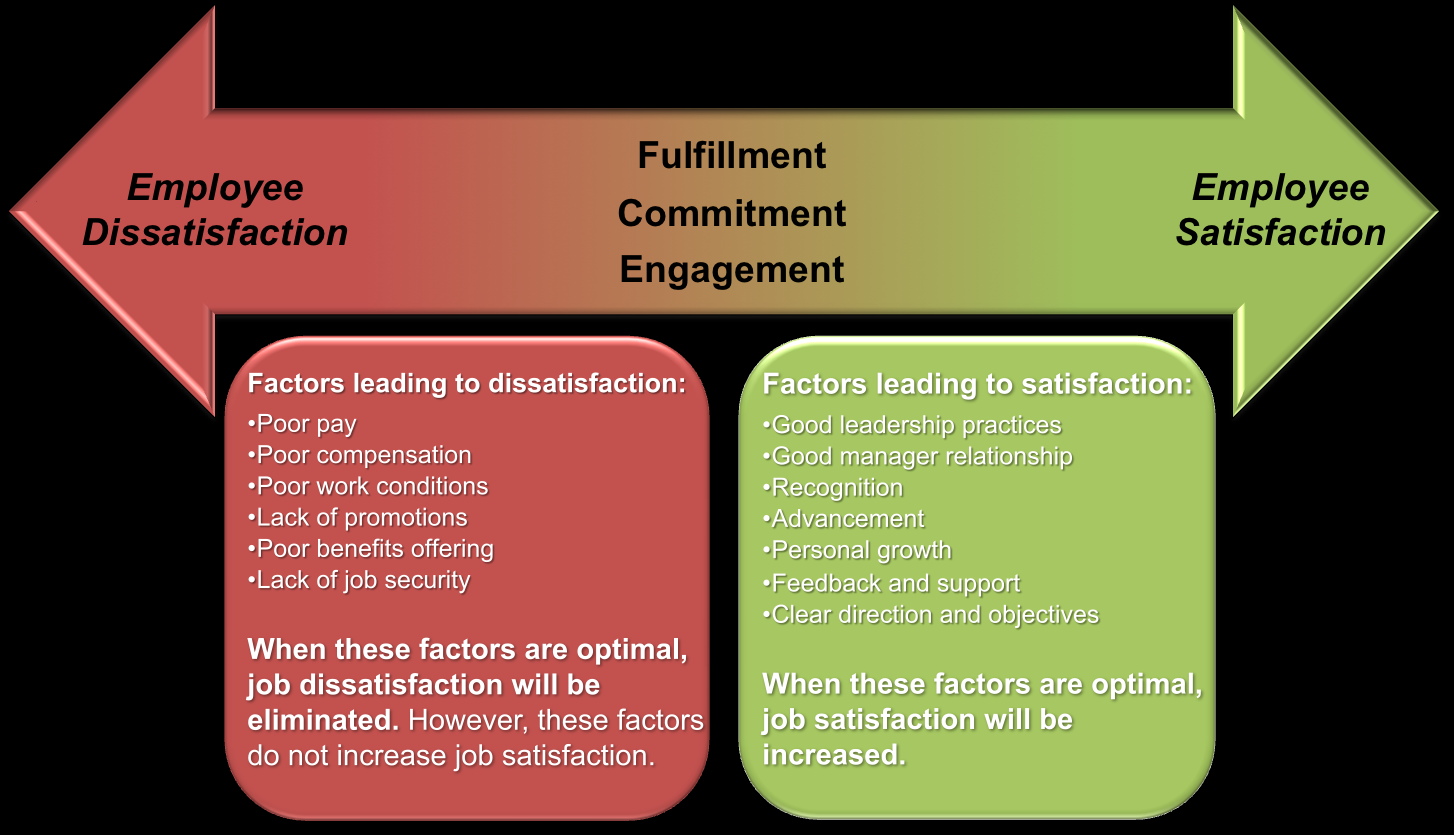 Employee
Dissatisfaction
Fulfillment
Commitment
Engagement
Employee
Satisfaction
Factors leading to dissatisfaction:
•Poor pay
•Poor compensation
•Poor work conditions
•Lack of promotions
•Poor benefits offering
•Lack of job security
When these factors are optimal,
job dissatisfaction will be
eliminated. However, these factors
do not increase job satisfaction.
Factors leading to satisfaction:
•Good leadership practices
•Good manager relationship
•Recognition
•Advancement
•Personal growth
•Feedback and support
•Clear direction and objectives
When these factors are optimal,
job satisfaction will be
increased.